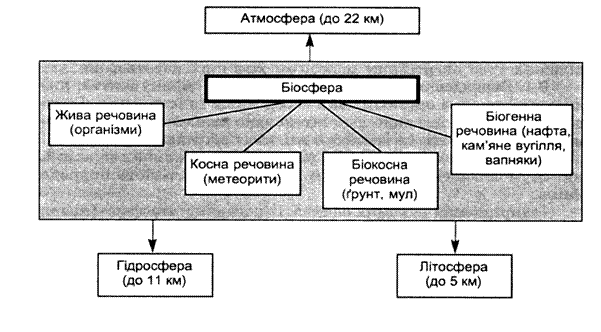 Атмосфера (до 22 км)
Біосфера
Жива речовина
(організми)
Косна речовина
(метеорити)
Біокосна
речовина
(ґрунт, мул)
Біогенна
речовина (нафта,
кам'яне вугілля,
вапняки)
Гідросфера
(до 11 км)
Літосфера
(до 5 км)